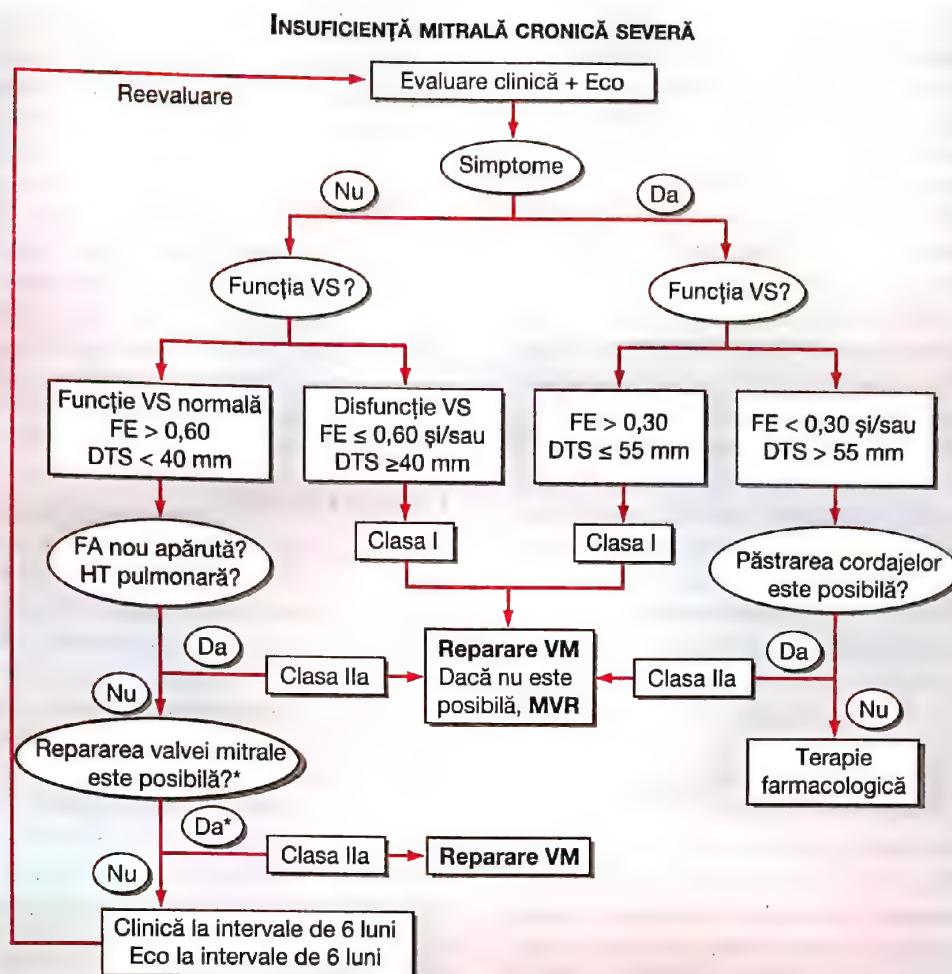 INSUFICIENȚĂ MITRALĂ CRONICĂ SEVERĂ
Reevaluare
Evaluare clinică + Eco
Simptome
Nu
Da
Funcția VS?
Funcția VS?
Funcție VS normală
FE > 0,60
DTS < 40 mm
Disfuncție VS
FE ≤ 0,60 și/sau
DTS ≥40 mm
FE > 0,30
DTS ≤ 55 mm
FE < 0,30 și/sau
DTS > 55 mm
FA nou apărută?
HT pulmonară?
Clasa I
Clasa I
Păstrarea cordajelor
este posibilă?
Da
Clasa IIa
Reparare VM
Dacă nu este
posibilă, MVR
Clasa IIa
Da
Nu
Nu
Repararea valvei mitrale
este posibilă?*
Terapie
farmacologică
Da*
Clasa IIa
Reparare VM
Nu
Clinică la intervale de 6 luni
Eco la intervale de 6 luni